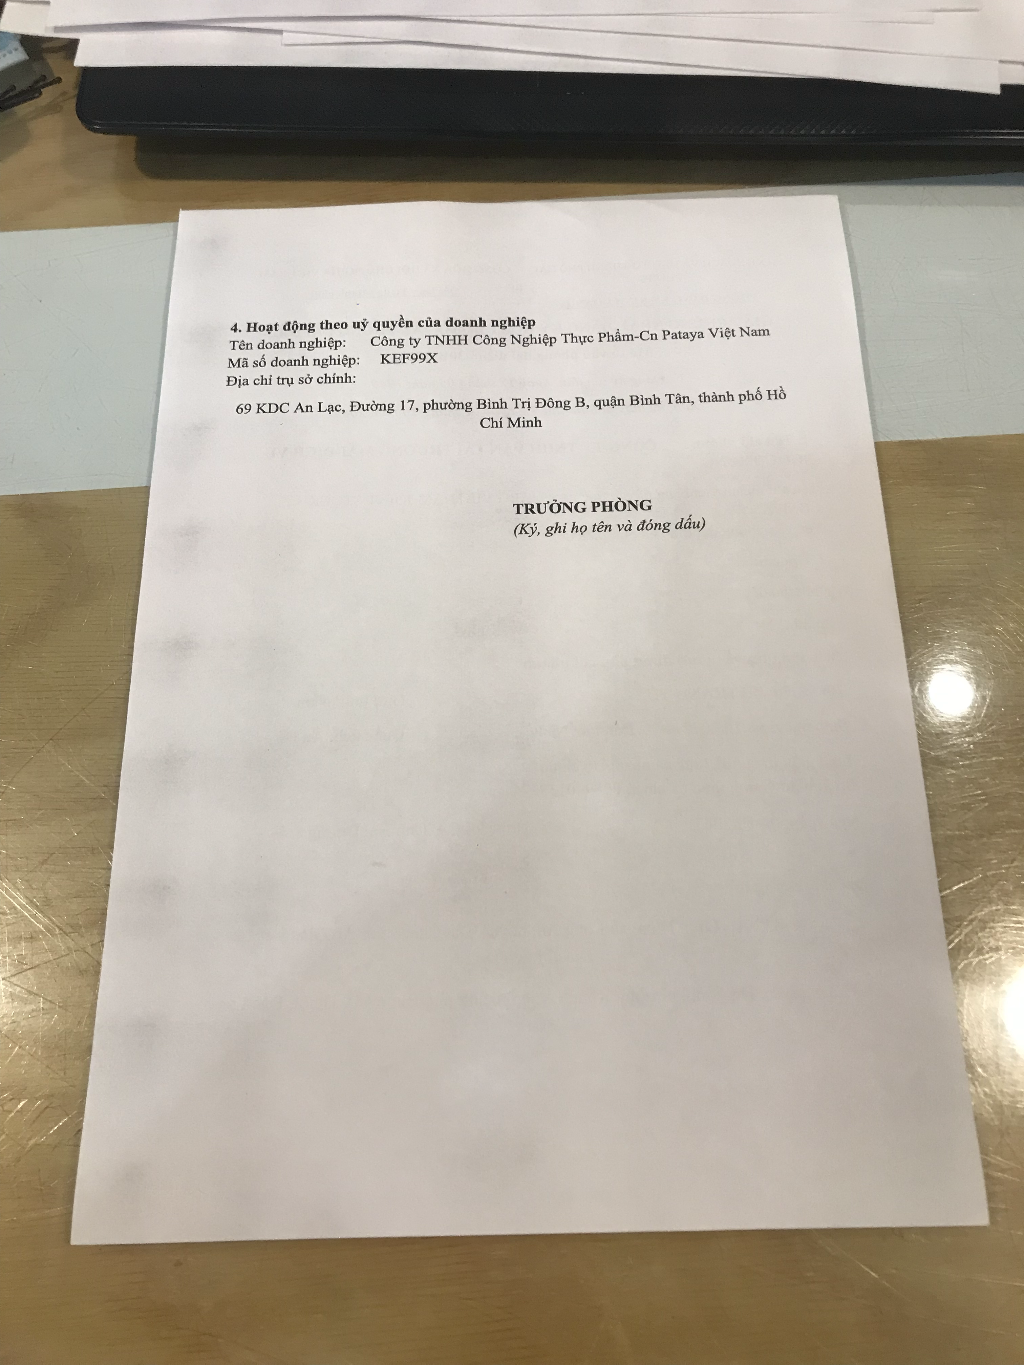 4. Hoạt động theo uỷ quyền của doanh nghiệp
Tên doanh nghiệp: Công ty TNHH Công Nghiệp Thực Phẩm-Cn Pataya Việt Nam
Mã số doanh nghiệp: KEF99X
Địa chỉ trụ sở chính:
69 KDC An Lạc, Đường 17, phường Bình Trị Đông B, quận Bình Tân, thành phố Hồ
Chí Minh
TRƯỞNG PHÒNG
(Ký, ghi họ tên và đóng dấu)